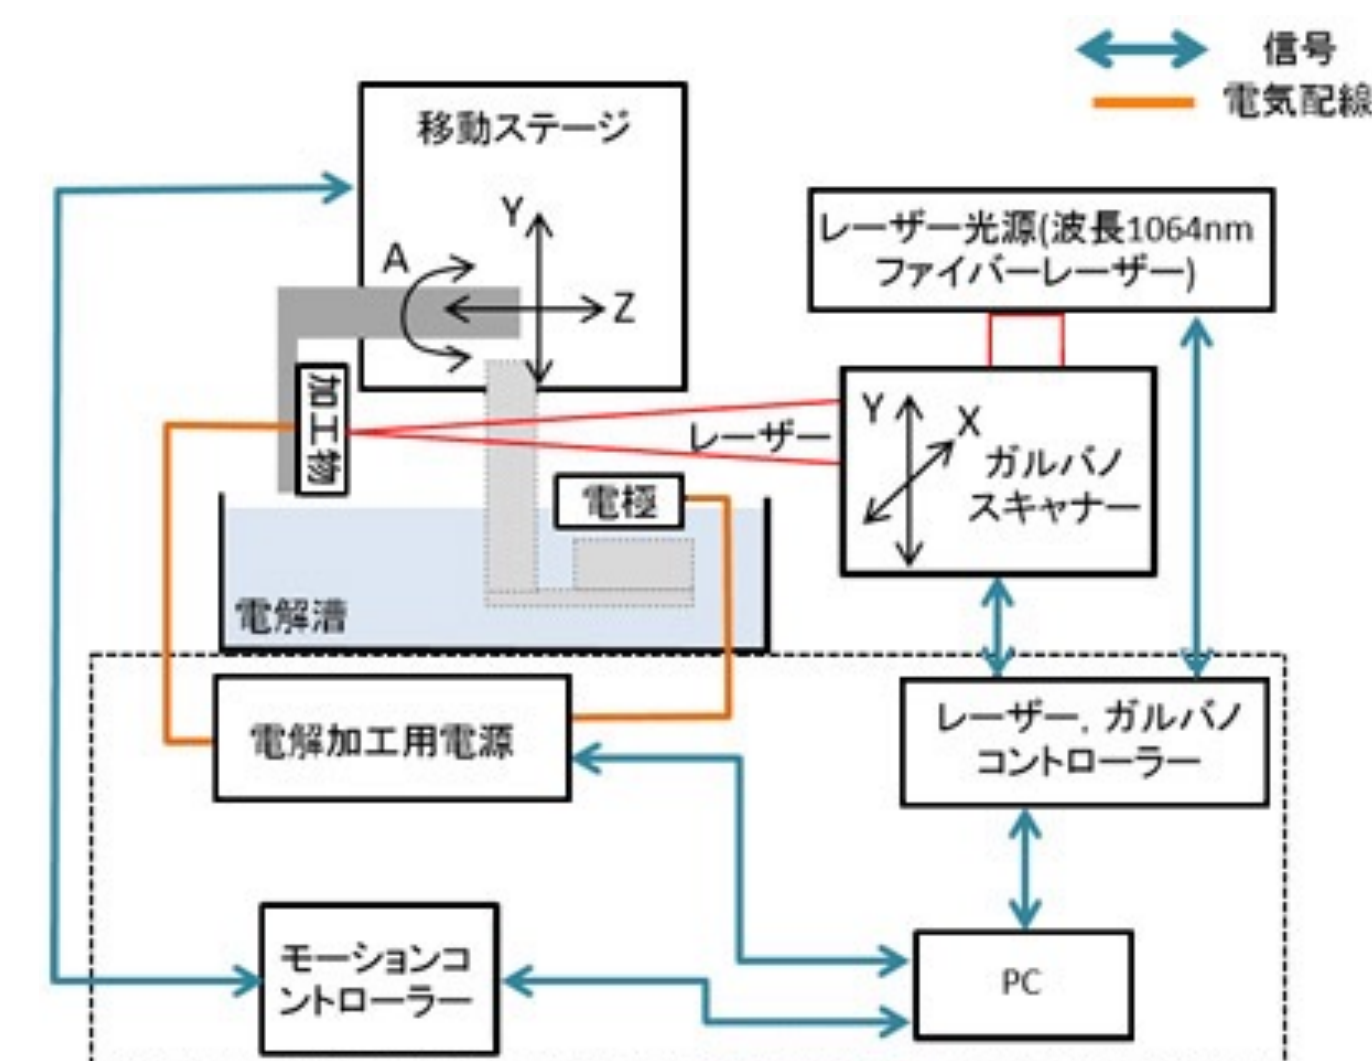 信号
電気配線
移動ステージ
Y
A
Z
レーザー光源(波長1064nm
ファイバーレーザー)
加工物
レーザー
Y
X
ガルバノ
スキャナー
電極
電解漕
電解加工用電源
レーザー, ガルバノ
コントローラー
モーションコ
ントローラー
PC